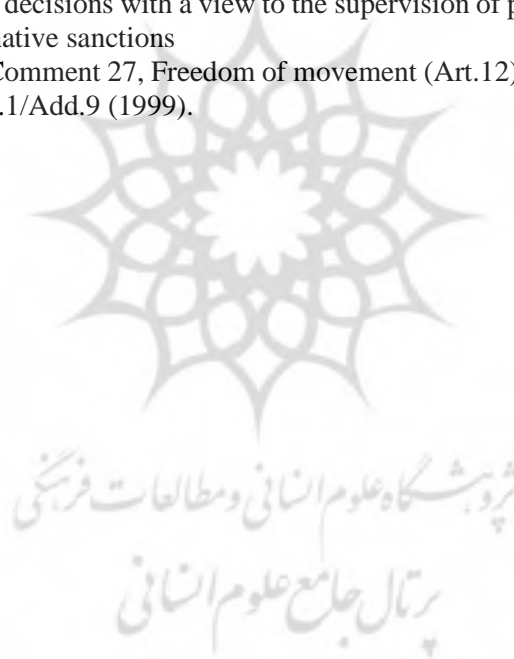 decisions with a view to the supervision of p
native sanctions
Comment 27, Freedom of movement (Art.12)
.1/Add.9 (1999).
پژوهشگاه علوم انسانی و مطالعات فرهنگی
پرتال جامع علوم انسانی